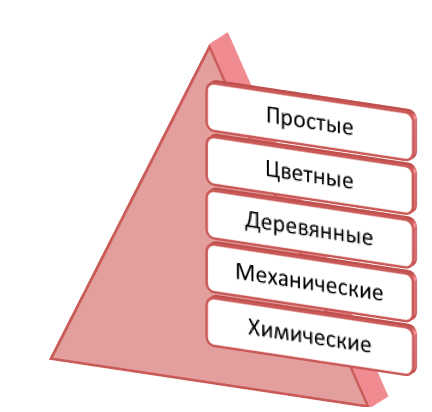 Простые
Цветные
Деревянные
Механические
Химические